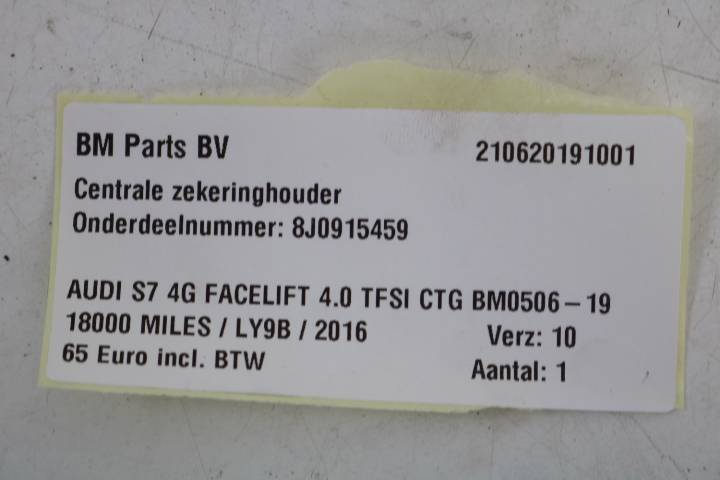 BM Parts BV 210620191001
Centrale zekeringhouder
Onderdeelnummer: 8J0915459
AUDI S7 4G FACELIFT 4.0 TFSI CTG BM0506-19
18000 MILES / LY9B / 2016 Verz: 10
65 Euro incl. BTW Aantal: 1